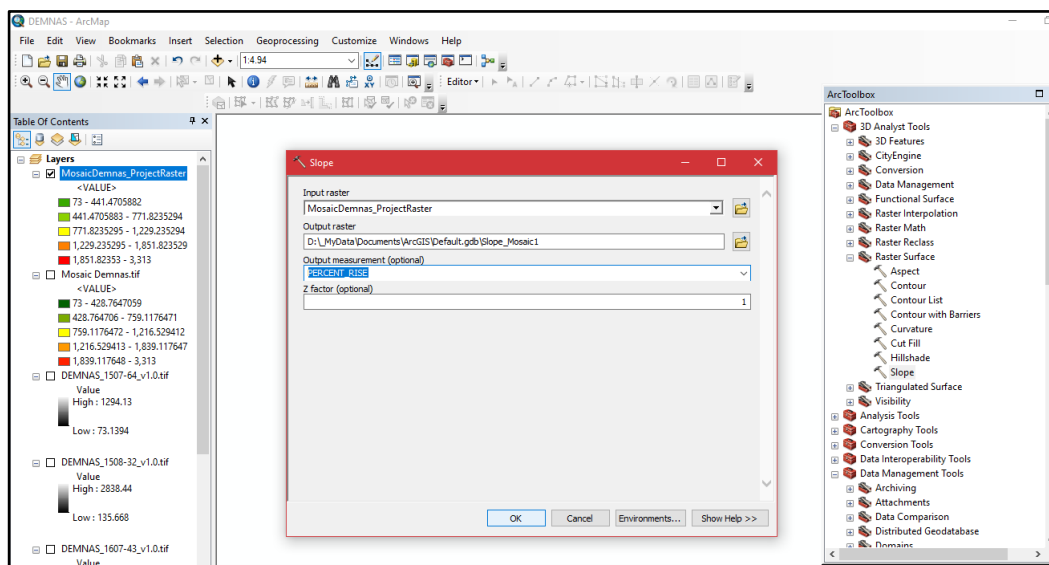 DEMNAS - ArcMap
File Edit View Bookmarks Insert Selection Geoprocessing Customize Windows Help
1:4.94
Editor
Table Of Contents
Layers
MosaicDemnas_ProjectRaster
<VALUE>
73 - 441.4705882
441.4705883 - 771.8235294
771.8235295 - 1,229.235294
1,229.235295 - 1,851.823529
1,851.82353 - 3,313
Mosaic Demnas.tif
<VALUE>
73 - 428.7647059
428.764706 - 759.1176471
759.1176472 - 1,216.529412
1,216.529413 - 1,839.117647
1,839.117648 - 3,313
DEMNAS_1507-64_v1.0.tif
Value
High : 1294.13
Low : 73.1394
DEMNAS_1508-32_v1.0.tif
Value
High : 2838.44
Low : 135.668
DEMNAS_1607-43_v1.0.tif
Value
Slope
Input raster
MosaicDemnas_ProjectRaster
Output raster
D:\_MyData\Documents\ArcGIS\Default.gdb\Slope_Mosaic1
Output measurement (optional)
PERCENT_RISE
Z factor (optional)
1
OK Cancel Environments... Show Help >>
ArcToolbox
ArcToolbox
3D Analyst Tools
3D Features
CityEngine
Conversion
Data Management
Functional Surface
Raster Interpolation
Raster Math
Raster Reclass
Raster Surface
Aspect
Contour
Contour List
Contour with Barriers
Curvature
Cut Fill
Hillshade
Slope
Triangulated Surface
Visibility
Analysis Tools
Cartography Tools
Conversion Tools
Data Interoperability Tools
Data Management Tools
Archiving
Attachments
Data Comparison
Distributed Geodatabase
Domains